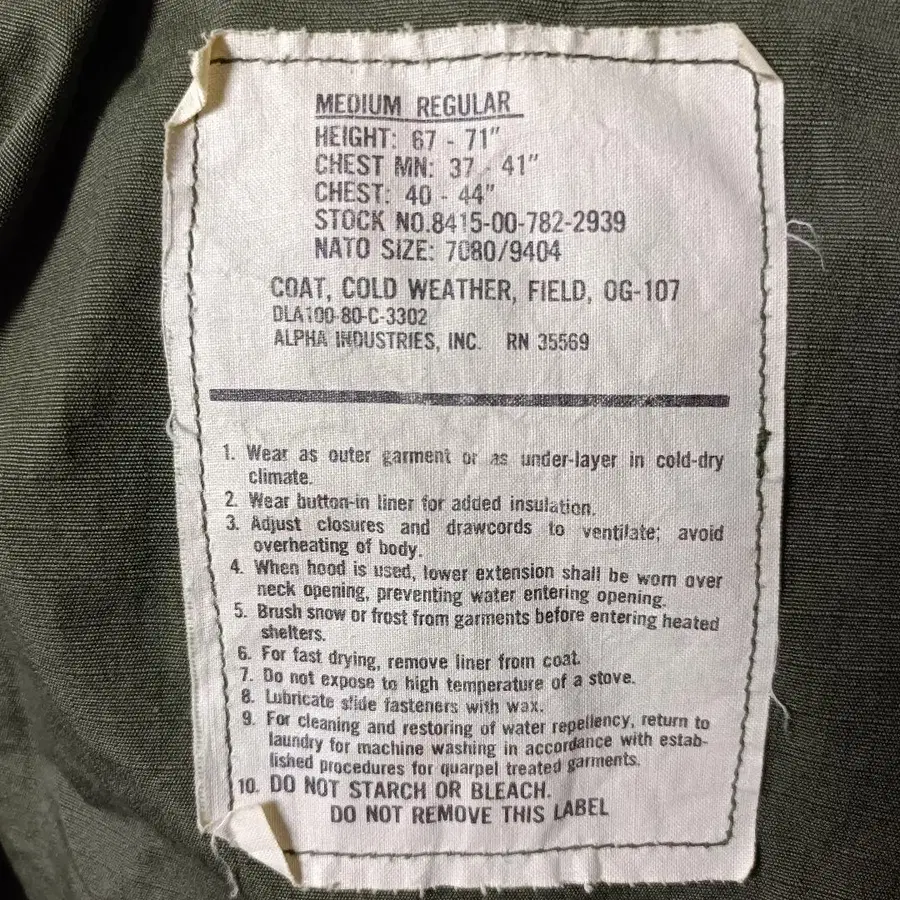 MEDIUM REGULAR
HEIGHT: 67 - 71"
CHEST MN: 37 - 41"
CHEST: 40 - 44"
STOCK NO.8415-00-782-2939
NATO SIZE: 7080/9404
COAT, COLD WEATHER, FIELD, OG-107
DLA100-80-C-3302
ALPHA INDUSTRIES, INC. RN 35569
1. Wear as outer garment or as under-layer in cold-dry
climate.
2. Wear button-in liner for added insulation.
3. Adjust closures and drawcords to ventilate; avoid
overheating of body.
4. When hood is used, lower extension shall be worn over
neck opening, preventing water entering opening.
5. Brush snow or frost from garments before entering heated
shelters.
6. For fast drying, remove liner from coat.
7. Do not expose to high temperature of a stove.
8. Lubricate slide fasteners with wax.
9. For cleaning and restoring of water repellency, return to
laundry for machine washing in accordance with estab-
lished procedures for quarpel treated garments.
10. DO NOT STARCH OR BLEACH.
DO NOT REMOVE THIS LABEL